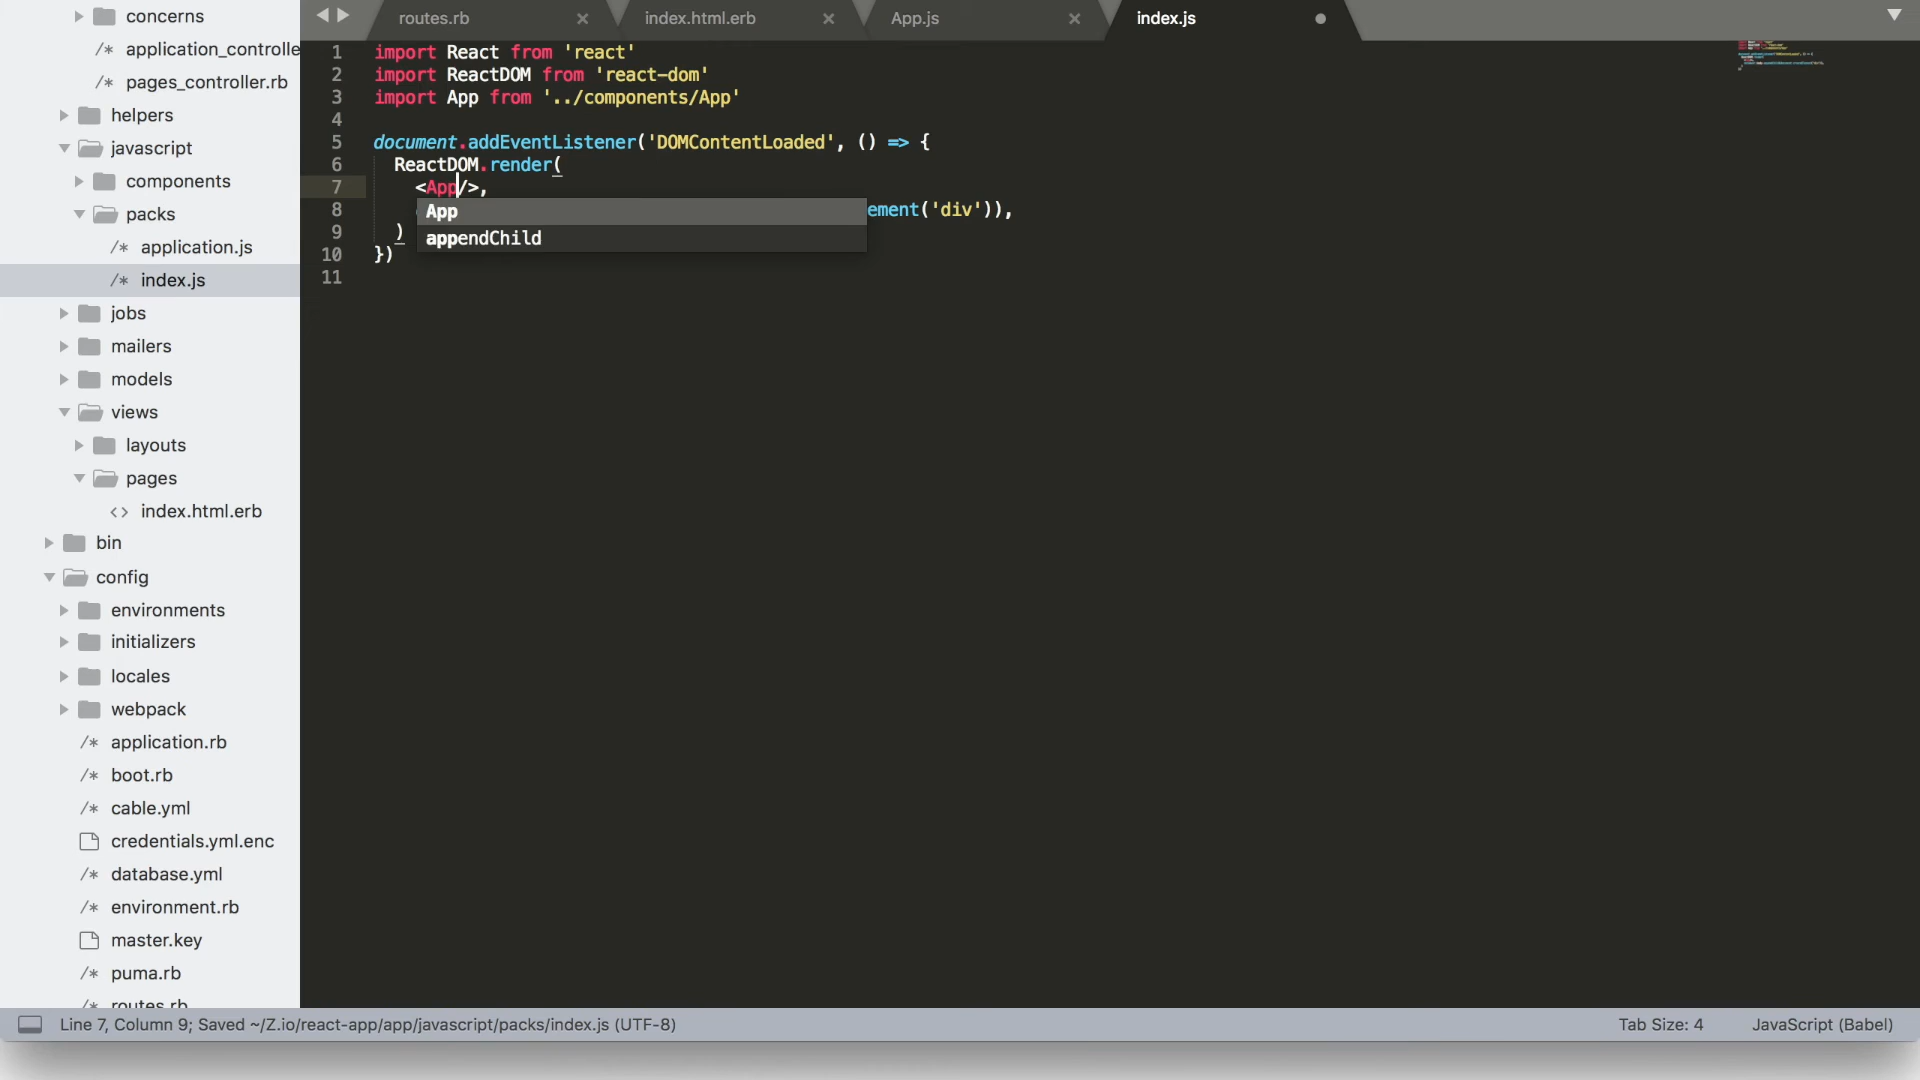 concerns
/* application_controlle
/* pages_controller.rb
helpers
javascript
components
packs
/* application.js
/* index.js
jobs
mailers
models
views
layouts
pages
<> index.html.erb
bin
config
environments
initializers
locales
webpack
/* application.rb
/* boot.rb
/* cable.yml
credentials.yml.enc
/* database.yml
/* environment.rb
master.key
/* puma.rb
/* routes.rb
routes.rb × index.html.erb × App.js × index.js
1 import React from 'react'
2 import ReactDOM from 'react-dom'
3 import App from '../components/App'
4
5 document.addEventListener('DOMContentLoaded', () => {
6 ReactDOM.render(
7 <App/>,
8 ement('div')),
9 )
10 })
11
App
appendChild
Line 7, Column 9; Saved ~/Z.io/react-app/app/javascript/packs/index.js (UTF-8) Tab Size: 4 JavaScript (Babel)